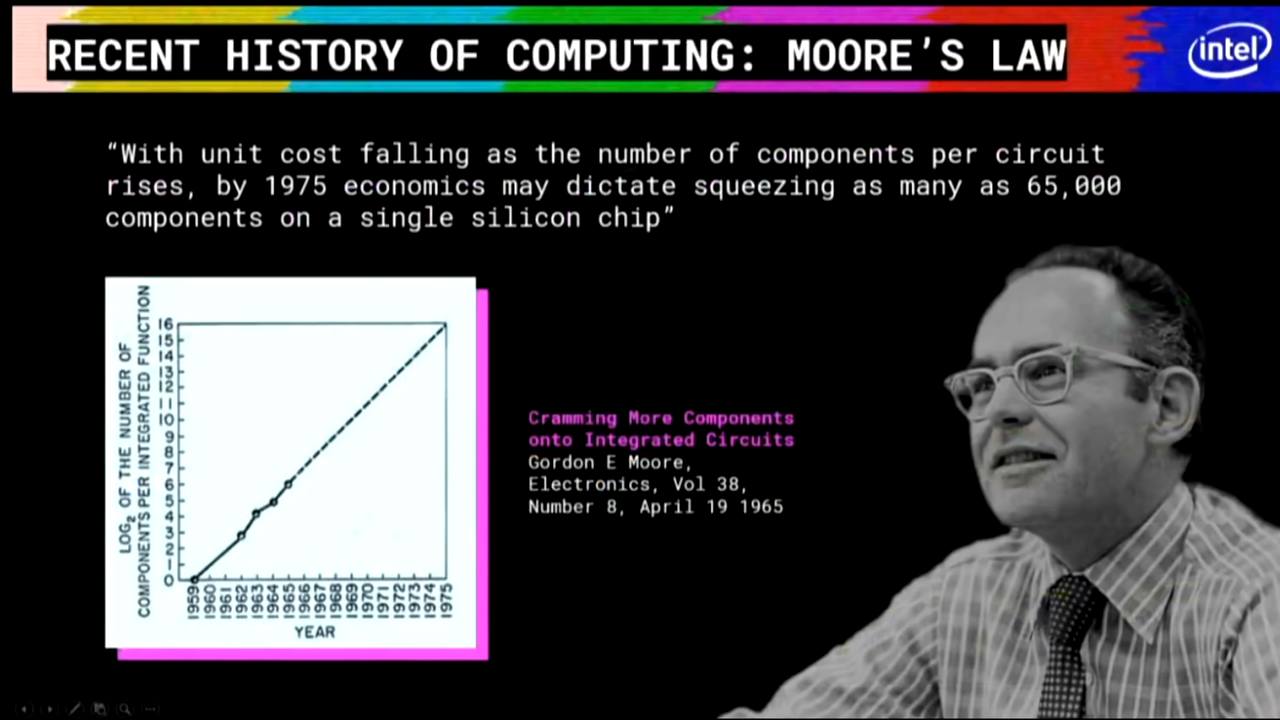 RECENT HISTORY OF COMPUTING: MOORE’S LAW
intel
“With unit cost falling as the number of components per circuit
rises, by 1975 economics may dictate squeezing as many as 65,000
components on a single silicon chip”
LOG2 OF THE NUMBER OF
COMPONENTS PER INTEGRATED FUNCTION
16
15
14
13
12
11
10
9
8
7
6
5
4
3
2
1
0
1959
1960
1961
1962
1963
1964
1965
1966
1967
1968
1969
1970
1971
1972
1973
1974
1975
YEAR
Cramming More Components
onto Integrated Circuits
Gordon E Moore,
Electronics, Vol 38,
Number 8, April 19 1965